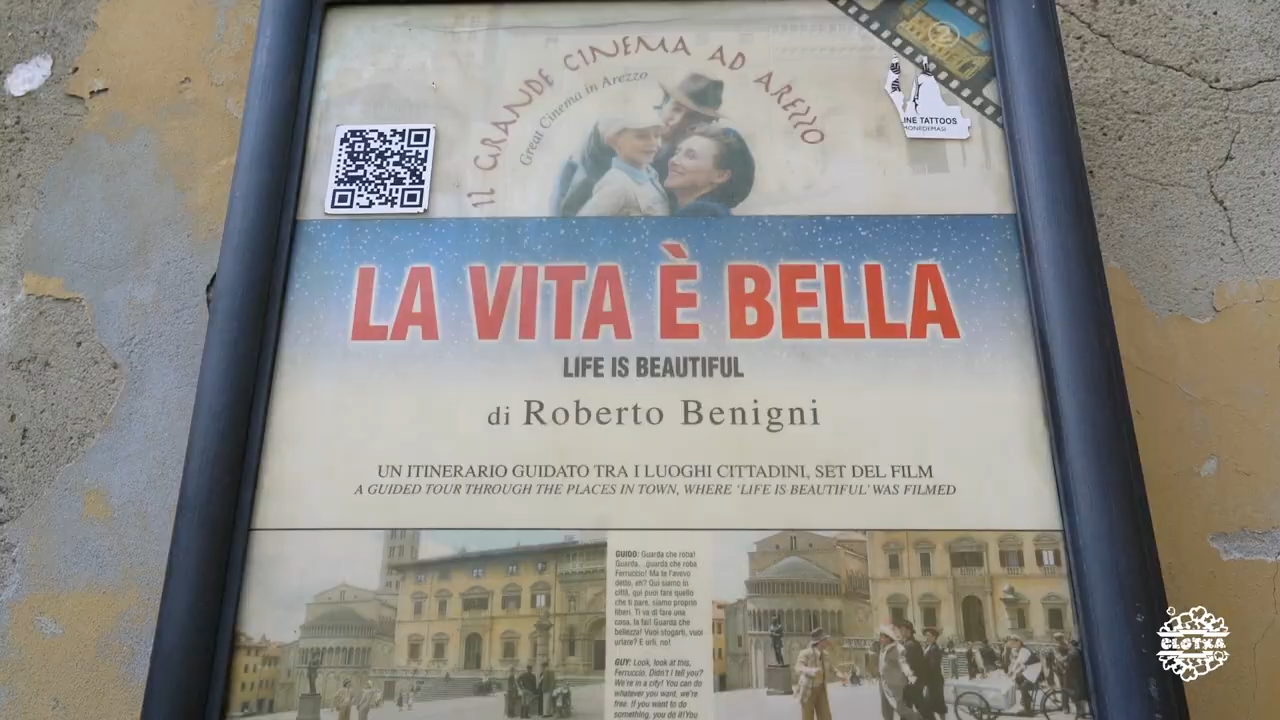 IL GRANDE CINEMA AD AREZZO
Great Cinema in Arezzo
2
INE TATTOOS
LA VITA È BELLA
LIFE IS BEAUTIFUL
di Roberto Benigni
UN ITINERARIO GUIDATO TRA I LUOGHI CITTADINI, SET DEL FILM
A GUIDED TOUR THROUGH THE PLACES IN TOWN, WHERE 'LIFE IS BEAUTIFUL' WAS FILMED
GUIDO: Guarda che roba!
Guarda...guarda che roba
Ferruccio! Ma te l'avevo
detto, eh? Qui siamo in
città, qui puoi fare quello
che ti pare, siamo proprio
liberi. Ti va di fare una
cosa, la fai! Guarda che
bellezza! Vuoi sfogarti, vuoi
urlare? E urli, no!
GUY: Look, look at this,
Ferruccio. Didn't I tell you?
We're in a city! You can do
whatever you want, we're
free. If you want to do
something, you do it! You
CLOTXA